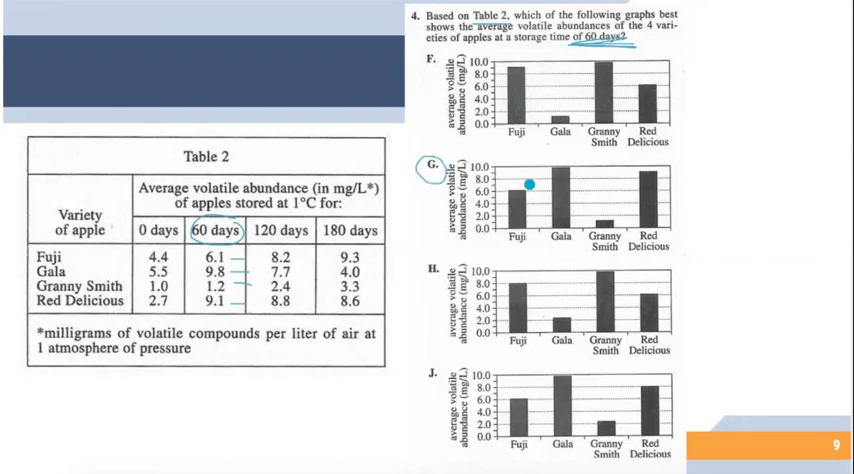 4. Based on Table 2, which of the following graphs best
shows the average volatile abundances of the 4 vari-
eties of apples at a storage time of 60 days?
F.
average volatile
abundance (mg/L)
10.0
8.0
6.0
4.0
2.0
0.0
Fuji Gala Granny Red
Smith Delicious
G.
average volatile
abundance (mg/L)
10.0
8.0
6.0
4.0
2.0
0.0
Fuji Gala Granny Red
Smith Delicious
H.
average volatile
abundance (mg/L)
10.0
8.0
6.0
4.0
2.0
0.0
Fuji Gala Granny Red
Smith Delicious
J.
average volatile
abundance (mg/L)
10.0
8.0
6.0
4.0
2.0
0.0
Fuji Gala Granny Red
Smith Delicious
Table 2
Variety
of apple
Average volatile abundance (in mg/L*)
of apples stored at 1°C for:
0 days 60 days 120 days 180 days
Fuji 4.4 6.1 8.2 9.3
Gala 5.5 9.8 7.7 4.0
Granny Smith 1.0 1.2 2.4 3.3
Red Delicious 2.7 9.1 8.8 8.6
*milligrams of volatile compounds per liter of air at
1 atmosphere of pressure
9